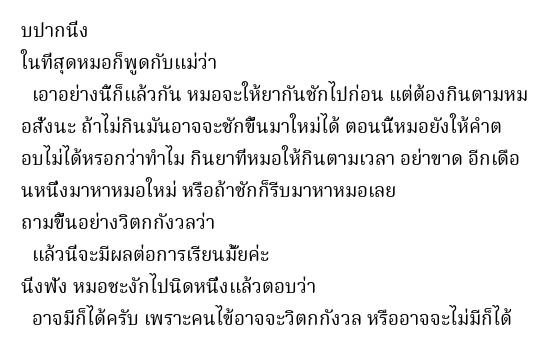 บปากนึง
ในที่สุดหมอก็พูดกับแม่ว่า
เอาอย่างนี้ก็แล้วกัน หมอจะให้ยากันชักไปก่อน แต่ต้องกินตามหม
อสั่งนะ ถ้าไม่กินมันอาจจะชักขึ้นมาใหม่ได้ ตอนนี้หมอยังให้คำต
อบไม่ได้หรอกว่าทำไม กินยาที่หมอให้กินตามเวลา อย่าขาด อีกเดือ
นหนึ่งมาหาหมอใหม่ หรือถ้าชักก็รีบมาหาหมอเลย
ถามขึ้นอย่างวิตกกังวลว่า
แล้วนี่จะมีผลต่อการเรียนมั้ยค่ะ
นั่งฟัง หมอชะงักไปนิดหนึ่งแล้วตอบว่า
อาจมีก็ได้ครับ เพราะคนไข้อาจจะวิตกกังวล หรืออาจจะไม่มีก็ได้